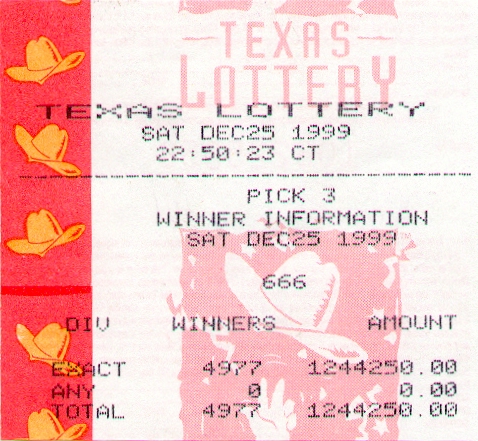 TEXAS
LOTTERY
TEXAS LOTTERY
SAT DEC25 1999
22:50:23 CT
PICK 3
WINNER INFORMATION
SAT DEC25 1999
666
DIV WINNERS AMOUNT
EXACT 4977 1244250.00
ANY 0 0.00
TOTAL 4977 1244250.00